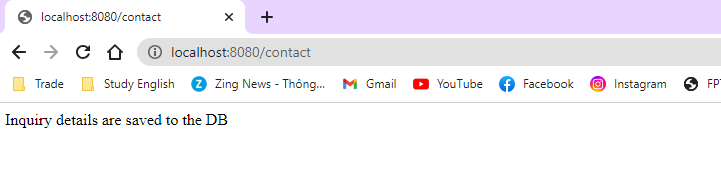 localhost:8080/contact
localhost:8080/contact
Trade Study English Zing News - Thông... Gmail YouTube Facebook Instagram FPT
Inquiry details are saved to the DB